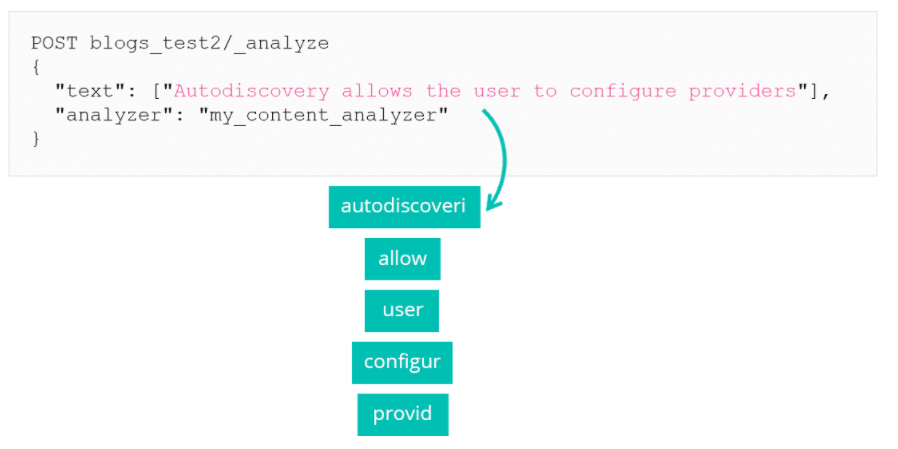 POST blogs_test2/_analyze
{
"text": ["Autodiscovery allows the user to configure providers"],
"analyzer": "my_content_analyzer"
}
autodiscoveri
allow
user
configur
provid